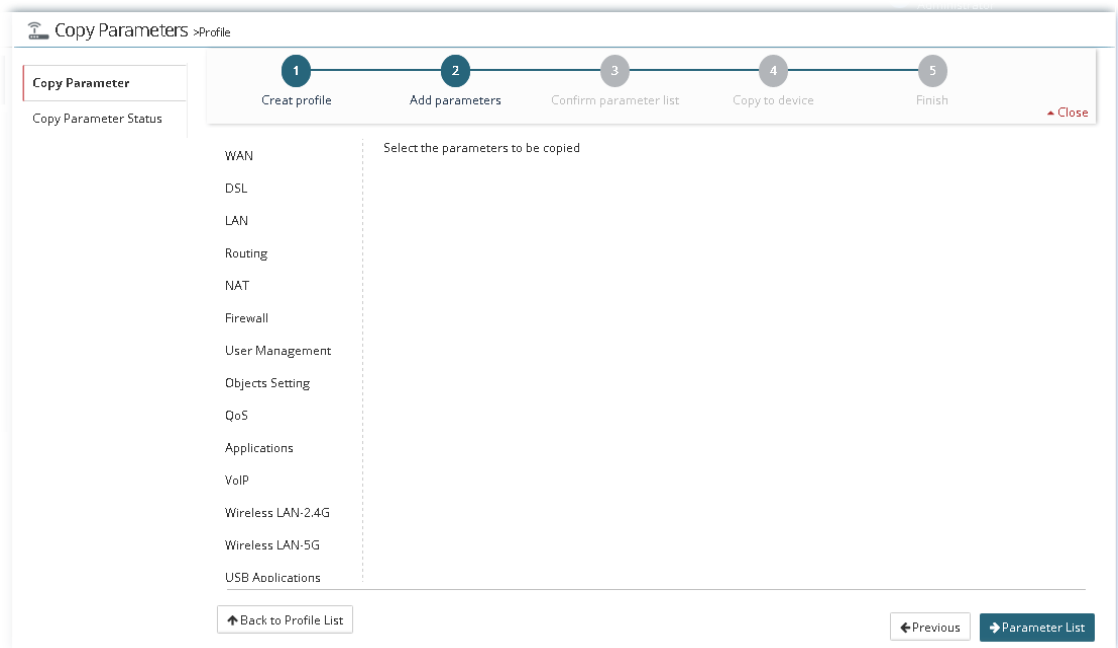 Copy Parameters >Profile
Copy Parameter
Copy Parameter Status
1 2 3 4 5
Creat profile Add parameters Confirm parameter list Copy to device Finish
Close
Select the parameters to be copied
WAN
DSL
LAN
Routing
NAT
Firewall
User Management
Objects Setting
QoS
Applications
VoIP
Wireless LAN-2.4G
Wireless LAN-5G
USB Applications
Back to Profile List
Previous Parameter List